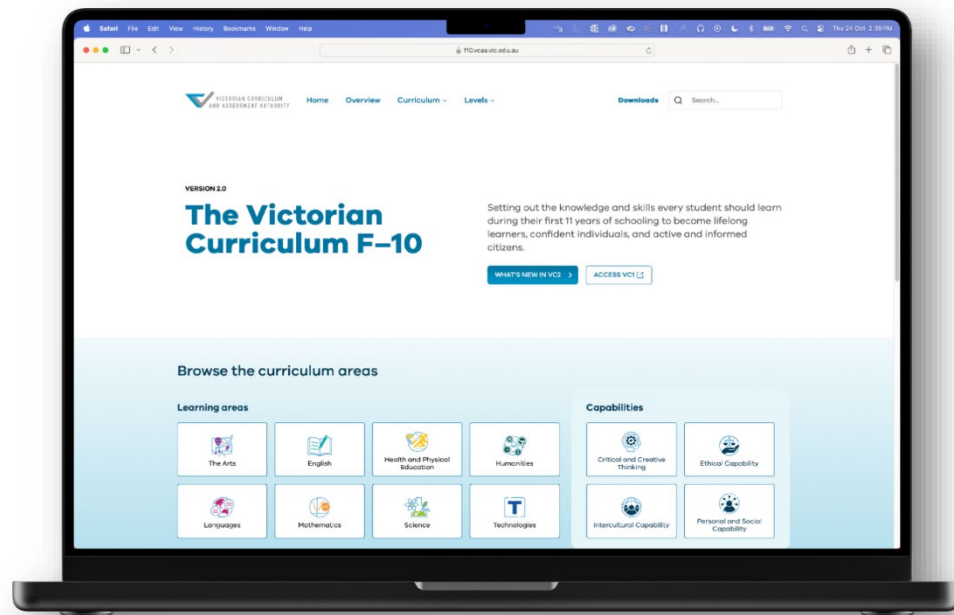 Safari File Edit View History Bookmarks Window Help
Thu 24 Oct 2:39 PM
f10.vcaa.vic.edu.au
VICTORIAN CURRICULUM
AND ASSESSMENT AUTHORITY
Home Overview Curriculum Levels Downloads Search...
VERSION 2.0
The Victorian
Curriculum F–10
Setting out the knowledge and skills every student should learn
during their first 11 years of schooling to become lifelong
learners, confident individuals, and active and informed
citizens.
WHAT'S NEW IN VC2 ACCESS VC1
Browse the curriculum areas
Learning areas
Capabilities
The Arts
English
Health and Physical
Education
Humanities
Critical and Creative
Thinking
Ethical Capability
Languages
Mathematics
Science
T
Technologies
Intercultural Capability
Personal and Social
Capability